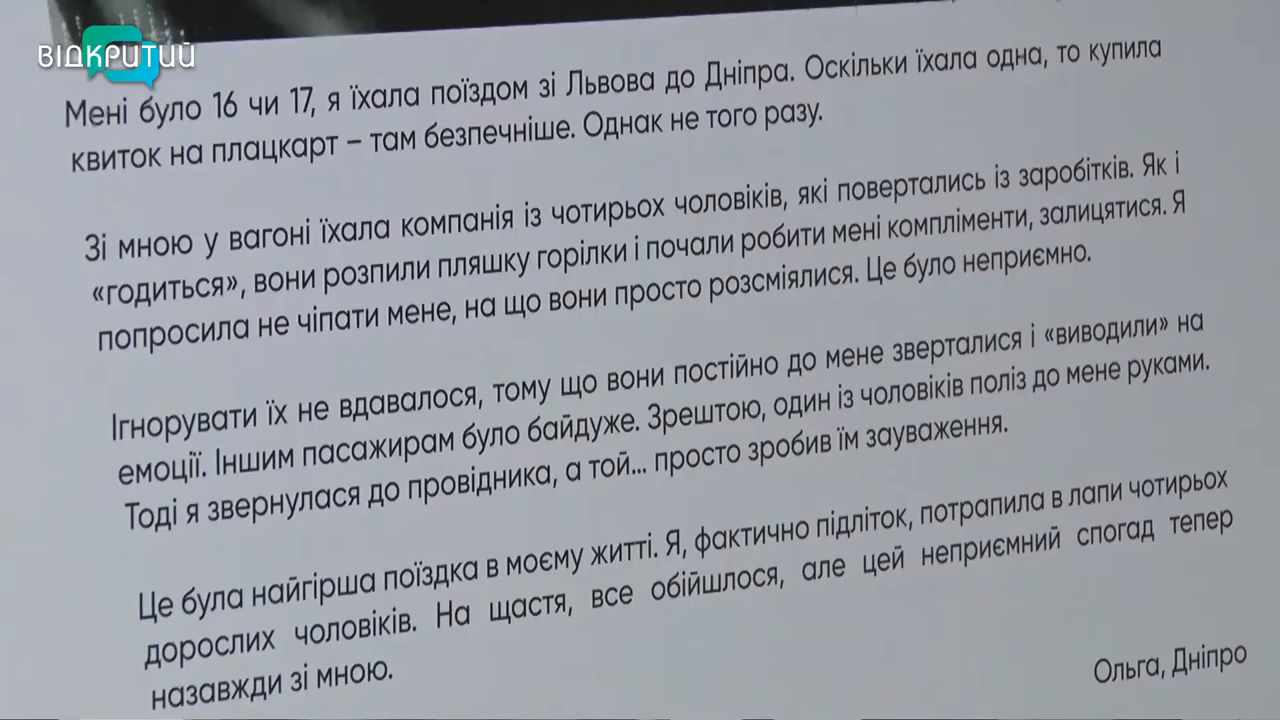 ВІДКРИТИЙ
Мені було 16 чи 17, я їхала поїздом зі Львова до Дніпра. Оскільки їхала одна, то купила
квиток на плацкарт – там безпечніше. Однак не того разу.
Зі мною у вагоні їхала компанія із чотирьох чоловіків, які повертались із заробітків. Як і
«годиться», вони розпили пляшку горілки і почали робити мені компліменти, залицятися. Я
попросила не чіпати мене, на що вони просто розсміялися. Це було неприємно.
Ігнорувати їх не вдавалося, тому що вони постійно до мене зверталися і «виводили» на
емоції. Іншим пасажирам було байдуже. Зрештою, один із чоловіків поліз до мене руками.
Тоді я звернулася до провідника, а той... просто зробив їм зауваження.
Це була найгірша поїздка в моєму житті. Я, фактично підліток, потрапила в лапи чотирьох
дорослих чоловіків. На щастя, все обійшлося, але цей неприємний спогад тепер
назавжди зі мною.
Ольга, Дніпро